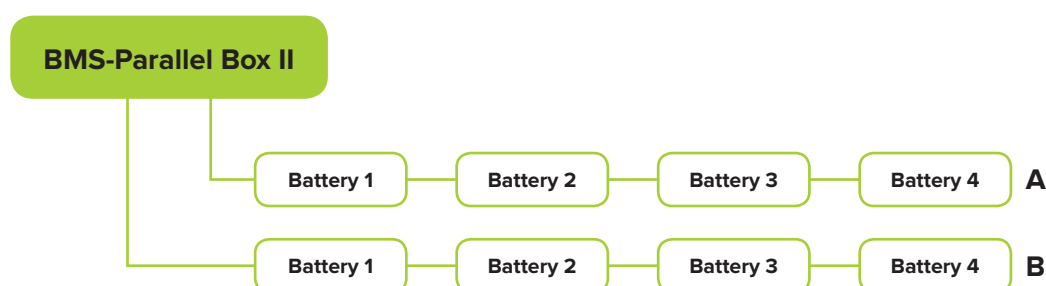 BMS-Parallel Box II
Battery 1 Battery 2 Battery 3 Battery 4 A
Battery 1 Battery 2 Battery 3 Battery 4 B